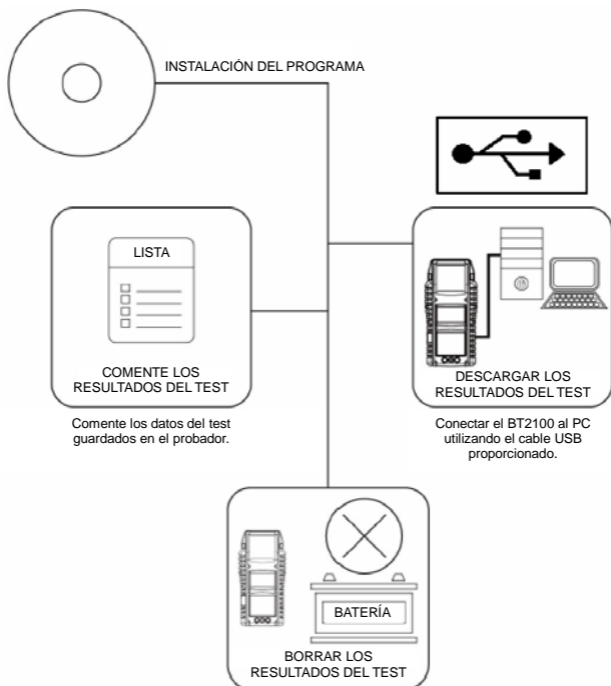 INSTALACIÓN DEL PROGRAMA
LISTA
COMENTE LOS
RESULTADOS DEL TEST
Comente los datos del test
guardados en el probador.
DESCARGAR LOS
RESULTADOS DEL TEST
Conectar el BT2100 al PC
utilizando el cable USB
proporcionado.
BATERÍA
BORRAR LOS
RESULTADOS DEL TEST